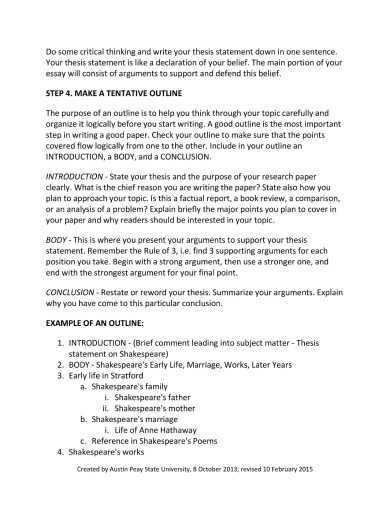 Do some critical thinking and write your thesis statement down in one sentence.
Your thesis statement is like a declaration of your belief. The main portion of your
essay will consist of arguments to support and defend this belief.
STEP 4. MAKE A TENTATIVE OUTLINE
The purpose of an outline is to help you think through your topic carefully and
organize it logically before you start writing. A good outline is the most important
step in writing a good paper. Check your outline to make sure that the points
covered flow logically from one to the other. Include in your outline an
INTRODUCTION, a BODY, and a CONCLUSION.
INTRODUCTION - State your thesis and the purpose of your research paper
clearly. What is the chief reason you are writing the paper? State also how you
plan to approach your topic. Is this a factual report, a book review, a comparison,
or an analysis of a problem? Explain briefly the major points you plan to cover in
your paper and why readers should be interested in your topic.
BODY - This is where you present your arguments to support your thesis
statement. Remember the Rule of 3, i.e. find 3 supporting arguments for each
position you take. Begin with a strong argument, then use a stronger one, and
end with the strongest argument for your final point.
CONCLUSION - Restate or reword your thesis. Summarize your arguments. Explain
why you have come to this particular conclusion.
EXAMPLE OF AN OUTLINE:
1. INTRODUCTION - (Brief comment leading into subject matter - Thesis
statement on Shakespeare)
2. BODY - Shakespeare's Early Life, Marriage, Works, Later Years
3. Early life in Stratford
a. Shakespeare's family
i. Shakespeare's father
ii. Shakespeare's mother
b. Shakespeare's marriage
i. Life of Anne Hathaway
c. Reference in Shakespeare's Poems
4. Shakespeare's works
Created by Austin Peay State University, 8 October 2013; revised 10 February 2015